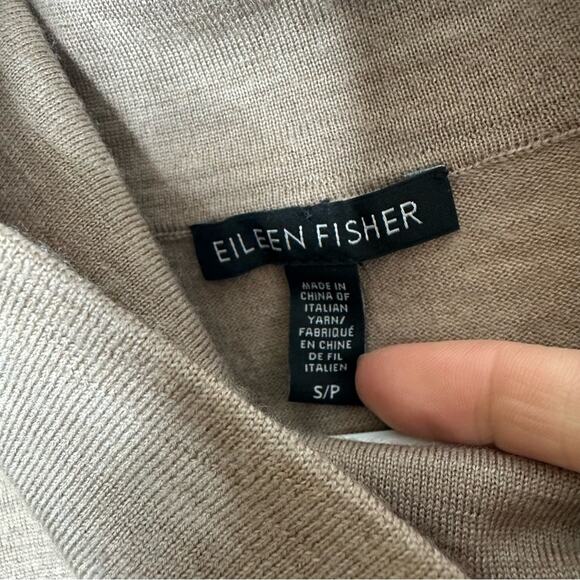 EILEEN FISHER
MADE IN
CHINA OF
ITALIAN
YARN/
FABRIQUÉ
EN CHINE
DE FIL
ITALIEN
S/P